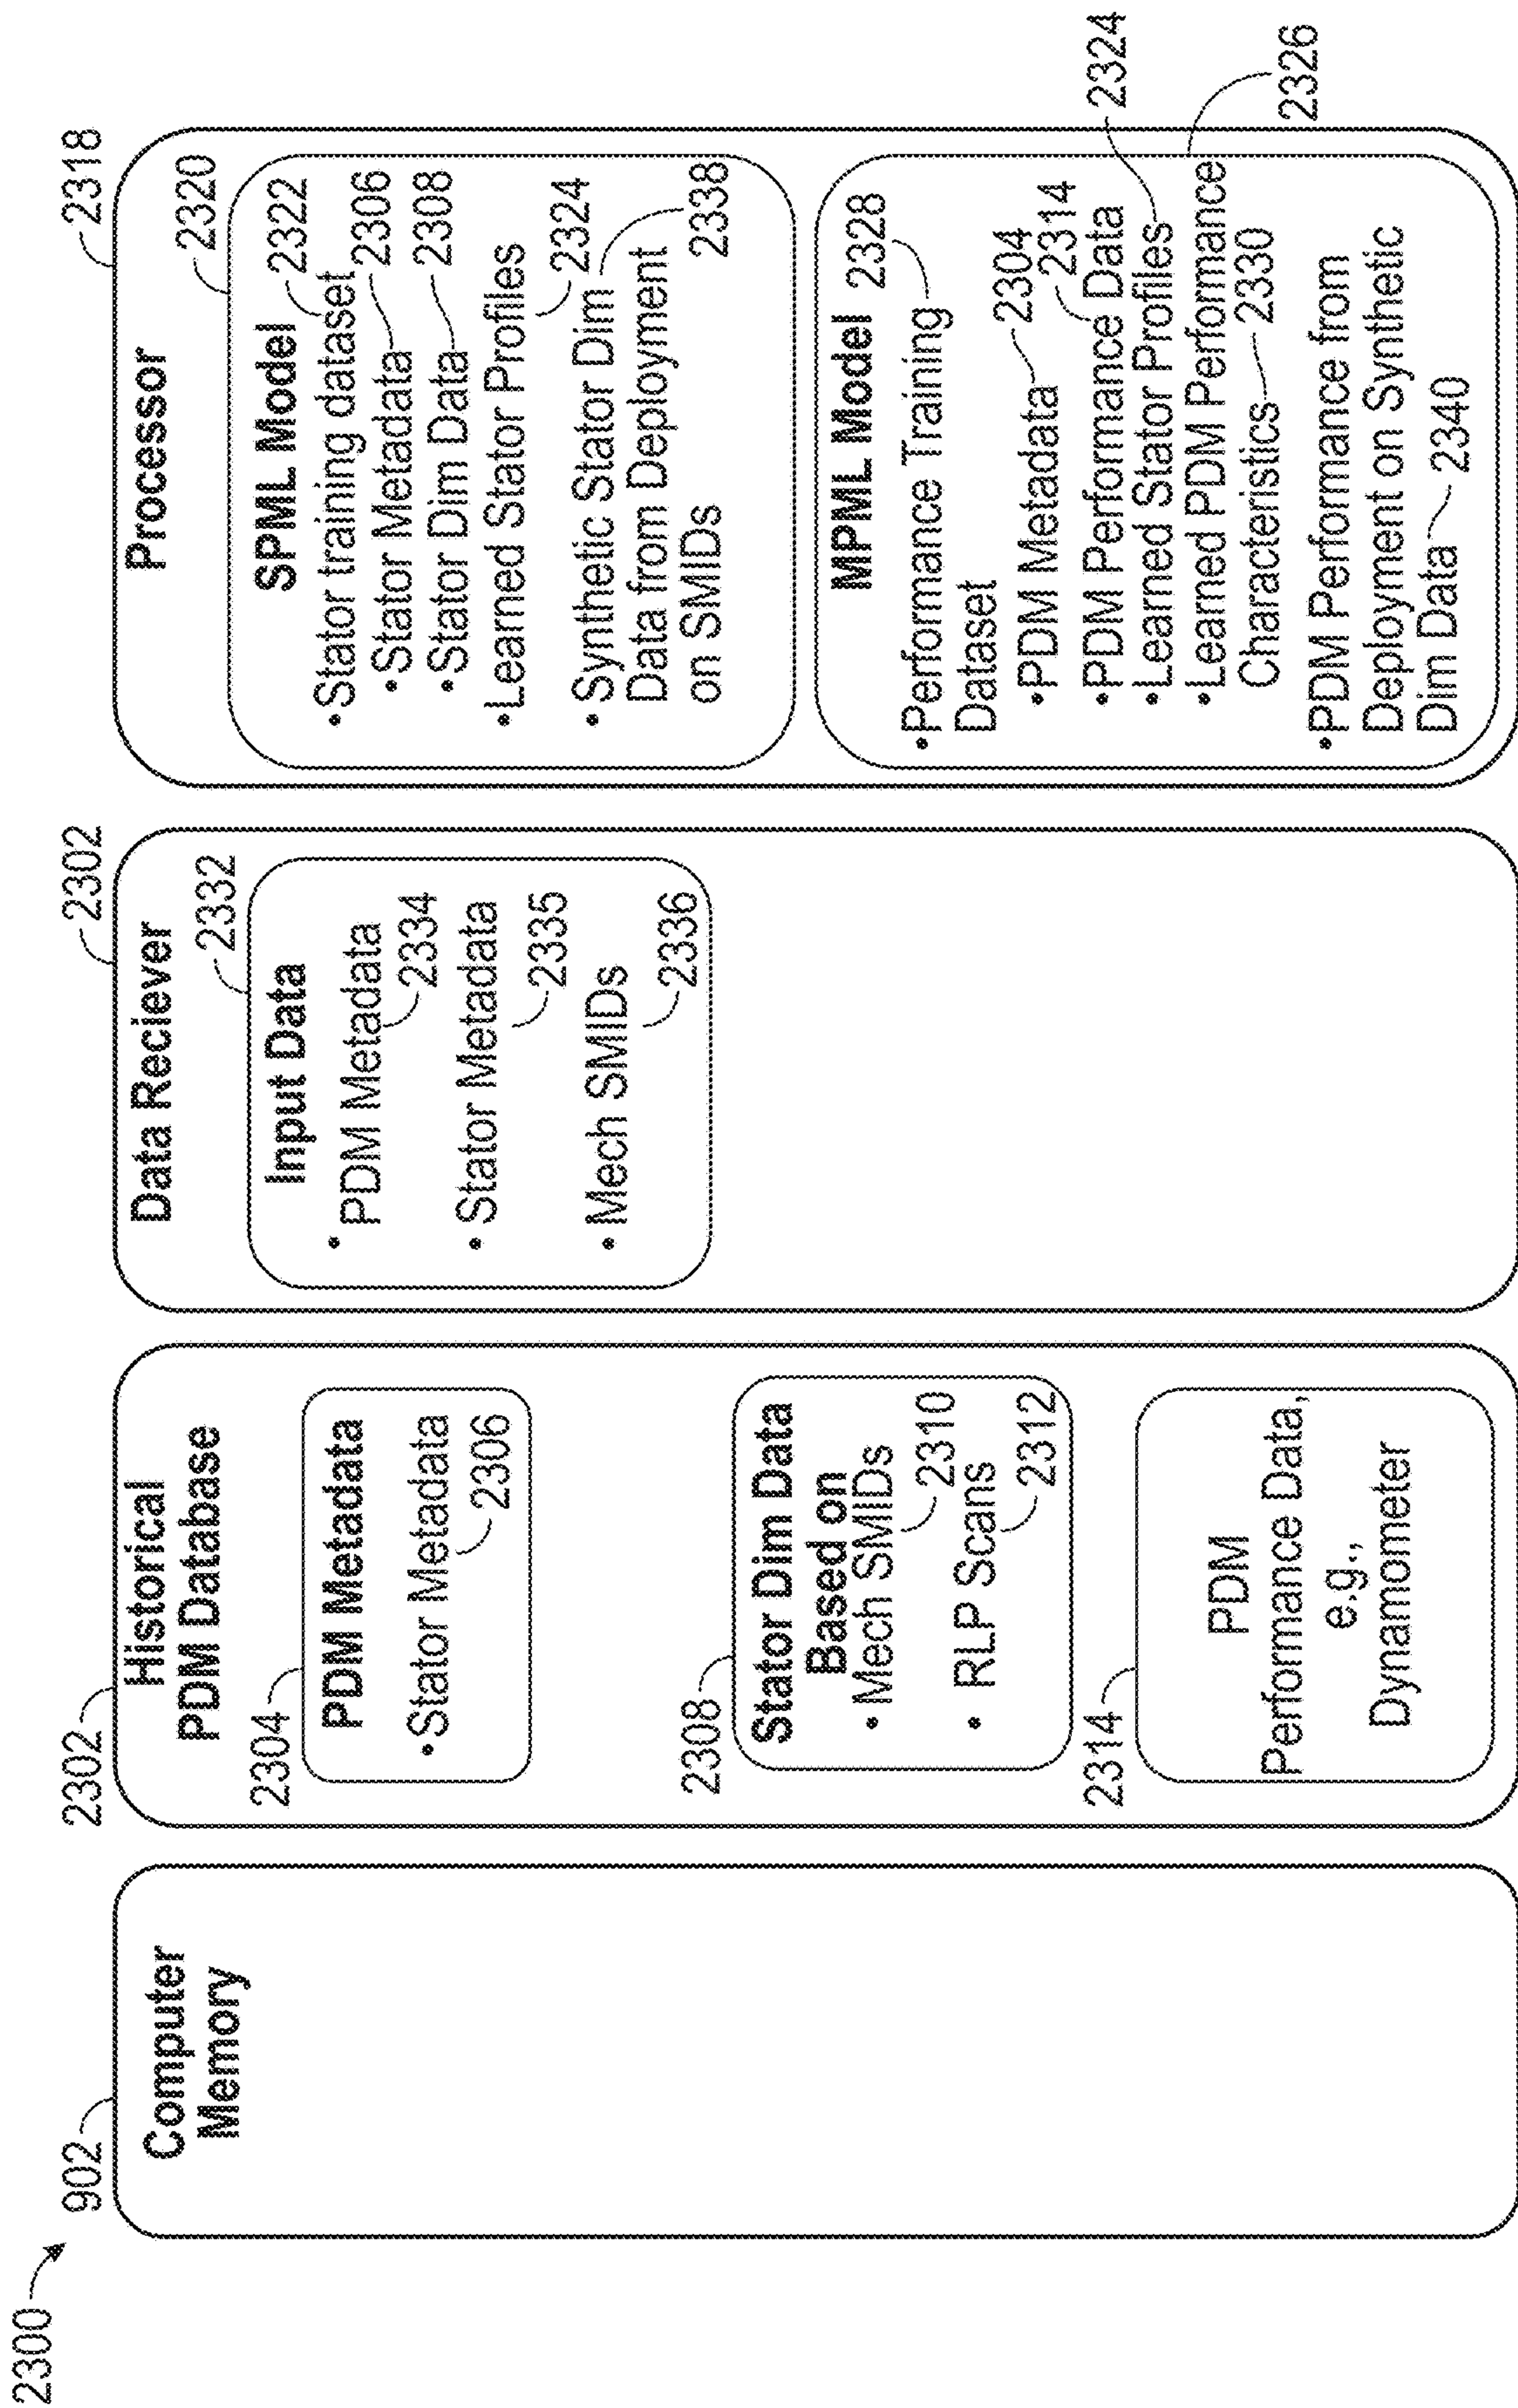 2300
902
Computer
Memory
2302
Historical
PDM Database
2304
PDM Metadata
•Stator Metadata
2306
2308
Stator Dim Data
Based on
• Mech SMIDs
2310
• RLP Scans
2312
2314
PDM
Performance Data,
e.g.,
Dynamometer
2302
Data Reciever
2332
Input Data
• PDM Metadata
2334
• Stator Metadata
2335
• Mech SMIDs
2336
2318
Processor
2320
SPML Model
2322
•Stator training dataset
•Stator Metadata
2306
•Stator Dim Data
2308
•Learned Stator Profiles
2324
• Synthetic Stator Dim
Data from Deployment
on SMIDs
2338
MPML Model
2328
•Performance Training
Dataset
•PDM Metadata
2304
•PDM Performance Data
2314
•Learned Stator Profiles
2324
•Learned PDM Performance
Characteristics
2330
2326
•PDM Performance from
Deployment on Synthetic
Dim Data
2340